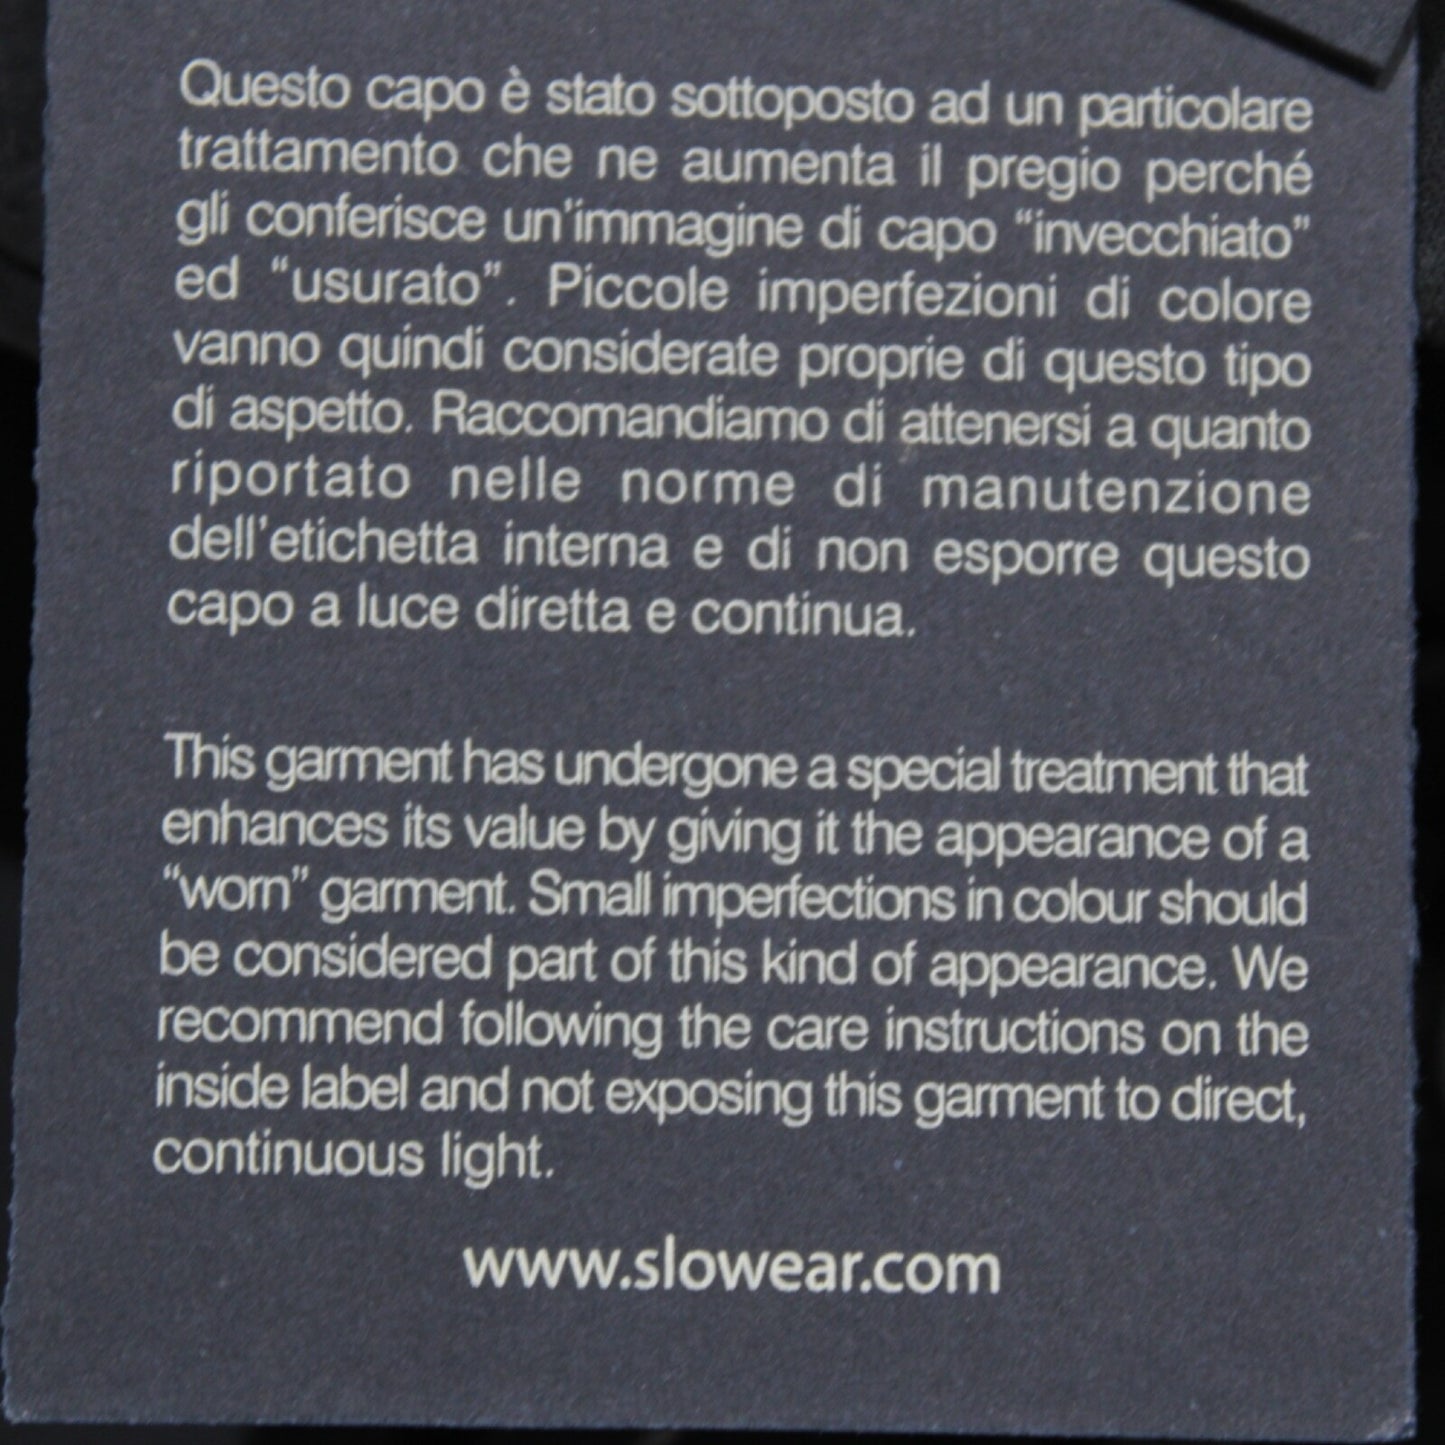 Questo capo è stato sottoposto ad un particolare
trattamento che ne aumenta il pregio perché
gli conferisce un'immagine di capo “invecchiato”
ed “usurato”. Piccole imperfezioni di colore
vanno quindi considerate proprie di questo tipo
di aspetto. Raccomandiamo di attenersi a quanto
riportato nelle norme di manutenzione
dell’etichetta interna e di non esporre questo
capo a luce diretta e continua.
This garment has undergone a special treatment that
enhances its value by giving it the appearance of a
“worn” garment. Small imperfections in colour should
be considered part of this kind of appearance. We
recommend following the care instructions on the
inside label and not exposing this garment to direct,
continuous light.
www.slowear.com